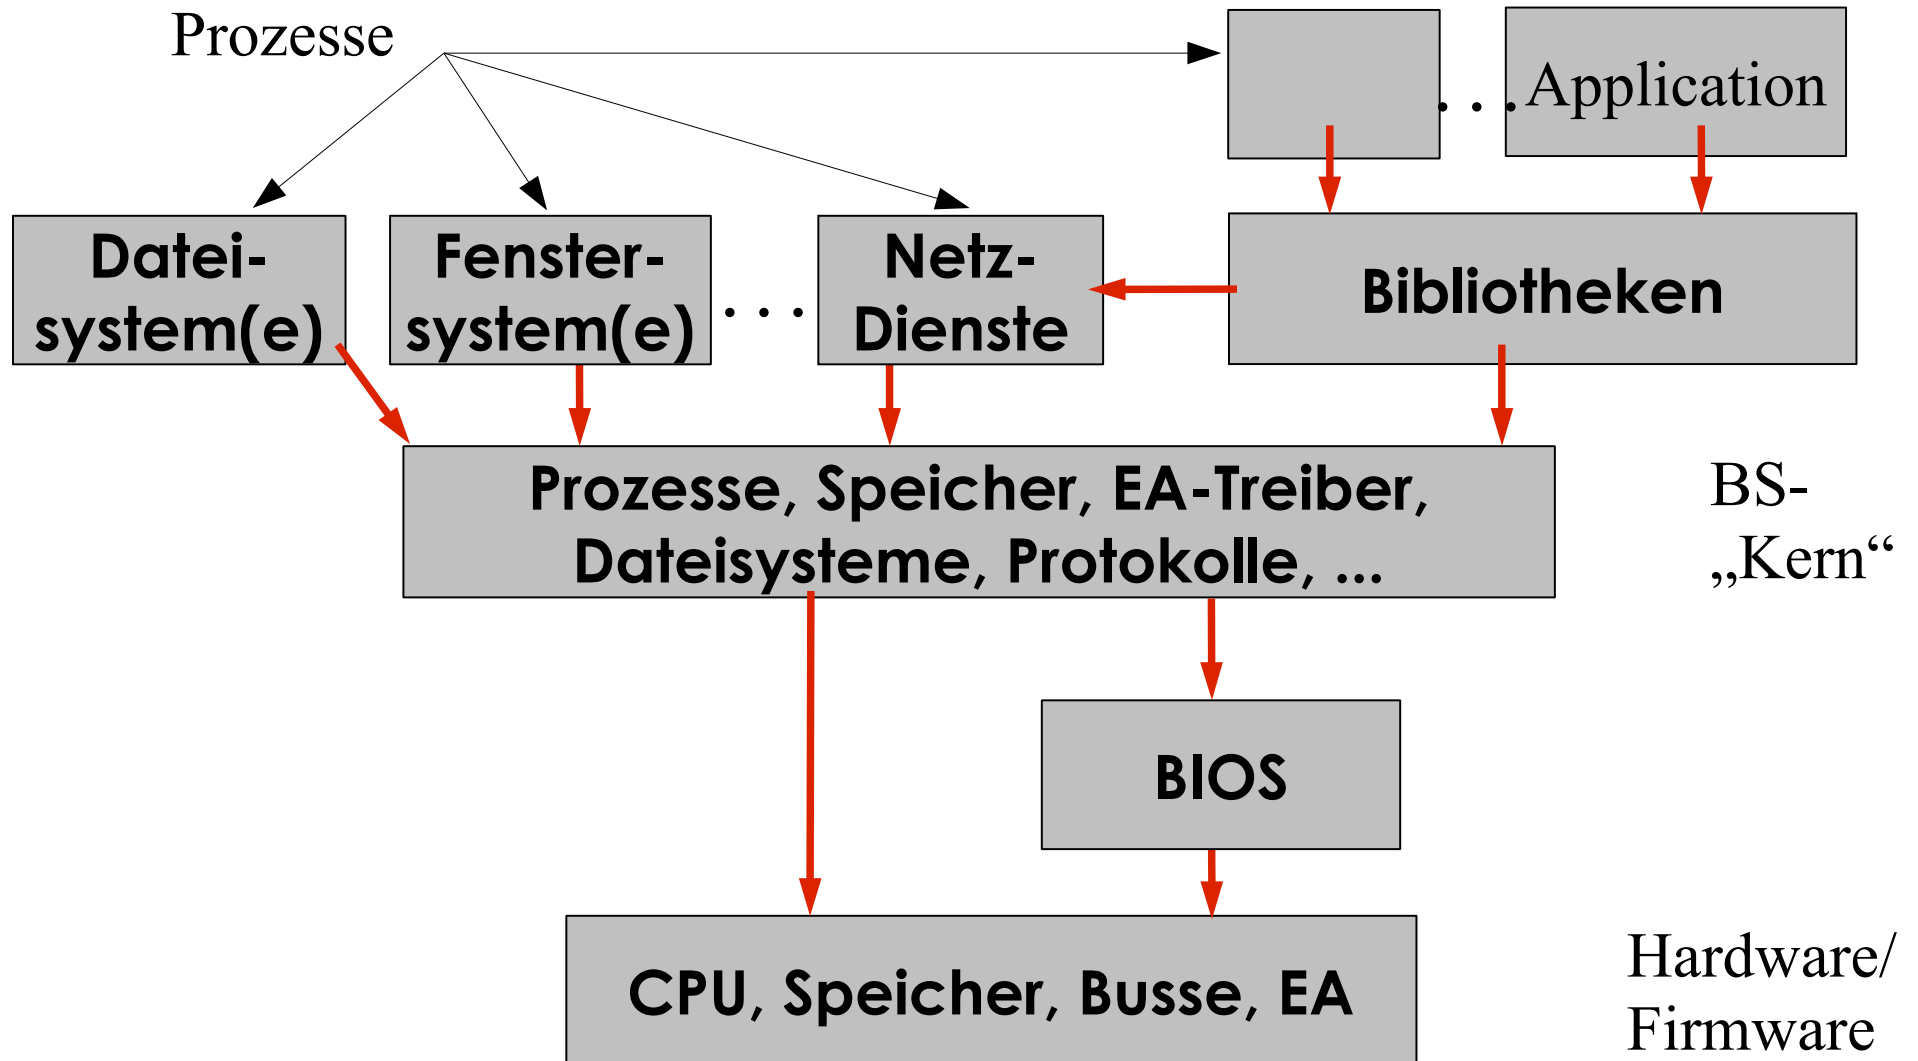 Prozesse
. . .
Application
Datei-
system(e)
Fenster-
system(e)
. . .
Netz-
Dienste
Bibliotheken
Prozesse, Speicher, EA-Treiber,
Dateisysteme, Protokolle, ...
BS-
„Kern“
BIOS
CPU, Speicher, Busse, EA
Hardware/
Firmware